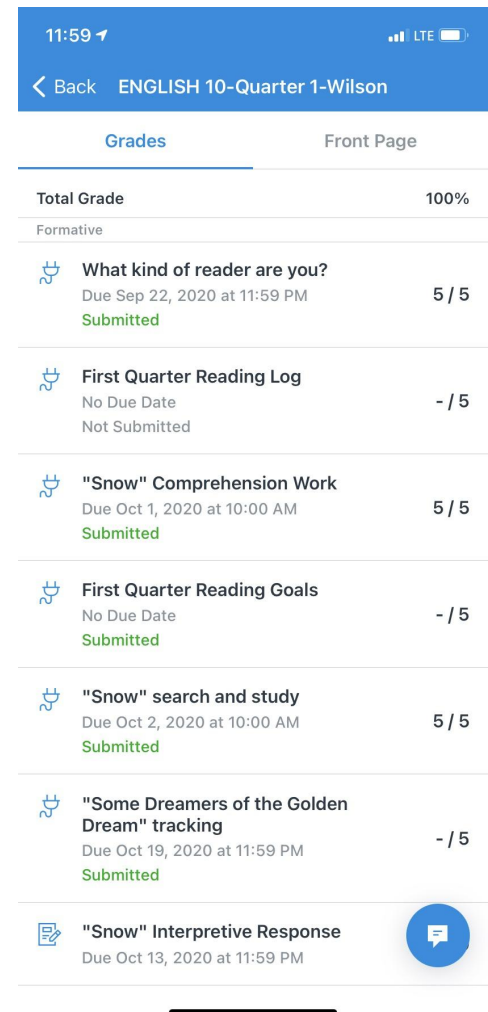 11:59 LTE
Back ENGLISH 10-Quarter 1-Wilson
Grades Front Page
Total Grade 100%
Formative
What kind of reader are you?
Due Sep 22, 2020 at 11:59 PM 5 / 5
Submitted
First Quarter Reading Log
No Due Date - / 5
Not Submitted
"Snow" Comprehension Work
Due Oct 1, 2020 at 10:00 AM 5 / 5
Submitted
First Quarter Reading Goals
No Due Date - / 5
Submitted
"Snow" search and study
Due Oct 2, 2020 at 10:00 AM 5 / 5
Submitted
"Some Dreamers of the Golden
Dream" tracking - / 5
Due Oct 19, 2020 at 11:59 PM
Submitted
"Snow" Interpretive Response
Due Oct 13, 2020 at 11:59 PM